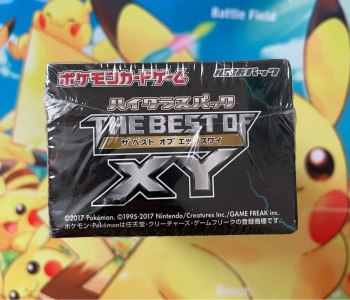 Battle Field
ポケモンカードゲーム 拡張パック
ハイクラスパック
THE BEST OF
ザ ベスト オブ エックスワイ
XY
©2017 Pokémon. ©1995-2017 Nintendo/Creatures Inc./GAME FREAK inc.
ポケモン・Pokémonは任天堂・クリーチャーズ・ゲームフリークの登録商標です。